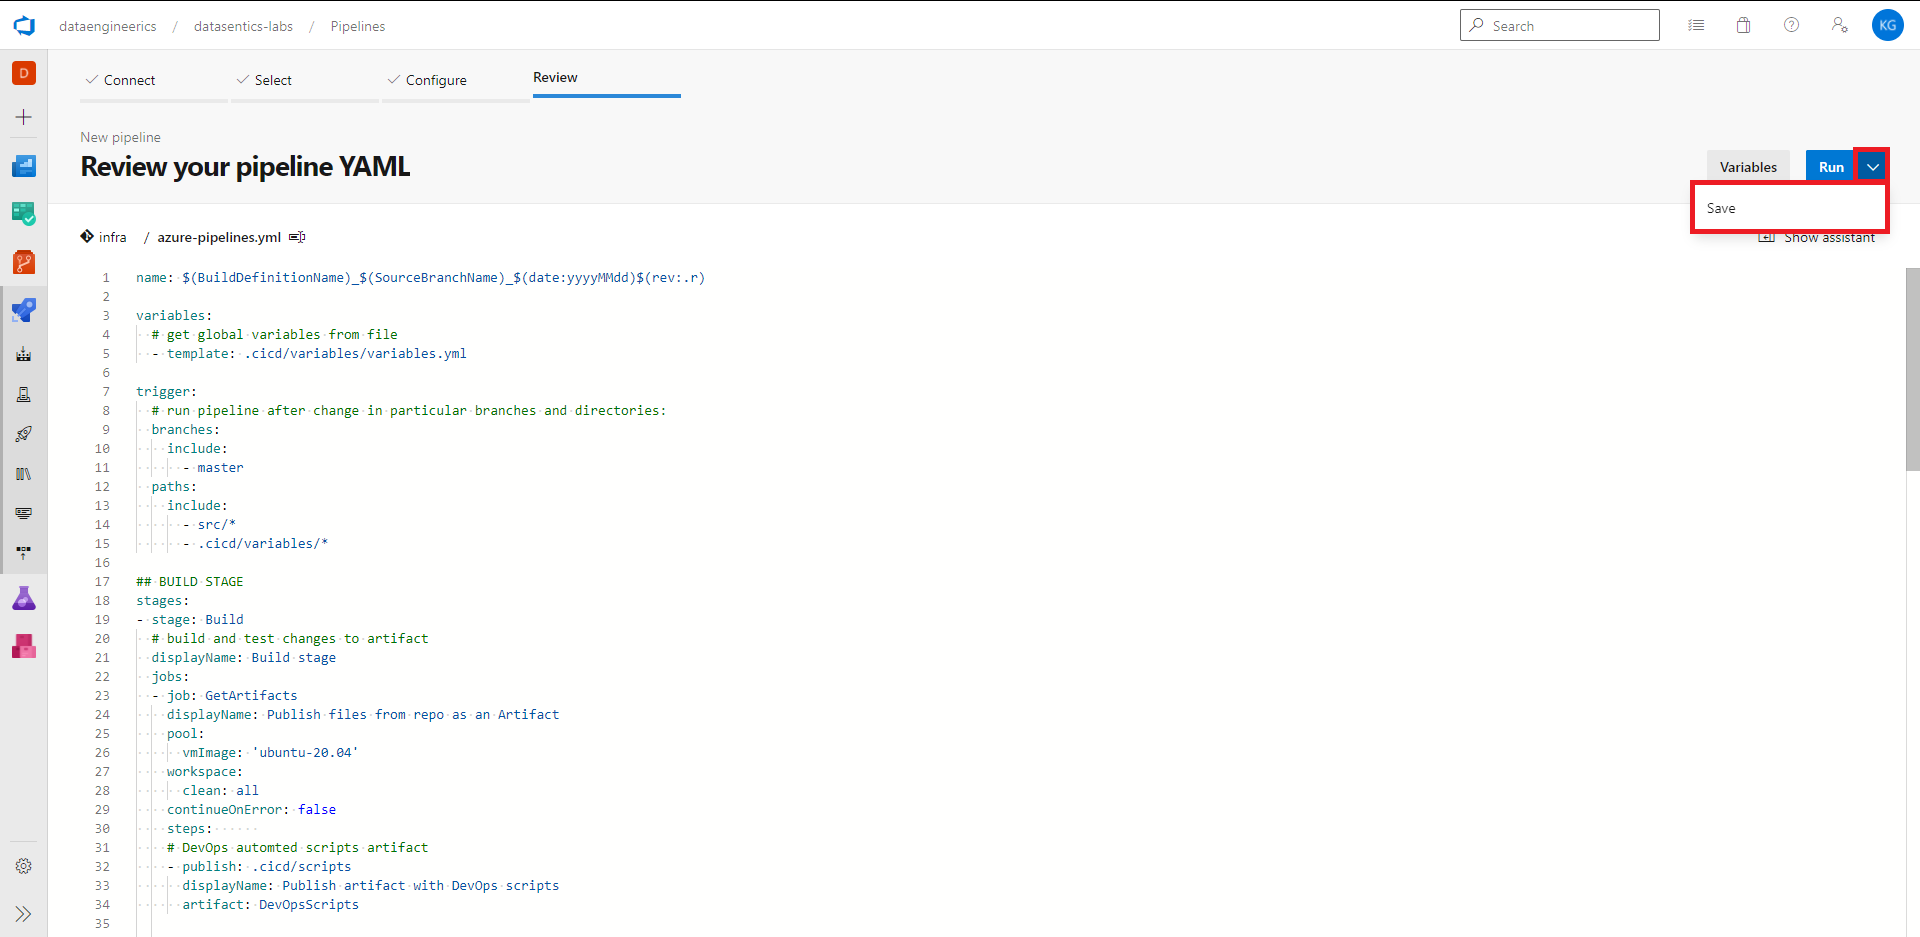 dataengineerics / datasentics-labs / Pipelines
Search
KG
D
Connect
Select
Configure
Review
New pipeline
Review your pipeline YAML
Variables
Run
Save
infra / azure-pipelines.yml
Show assistant
1 name: $(BuildDefinitionName)_$(SourceBranchName)_$(date:yyyyMMdd)$(rev:.r)
2
3 variables:
4   # get global variables from file
5   - template: .cicd/variables/variables.yml
6
7 trigger:
8   # run pipeline after change in particular branches and directories:
9   branches:
10     include:
11       - master
12   paths:
13     include:
14       - src/*
15       - .cicd/variables/*
16
17 ## BUILD STAGE
18 stages:
19 - stage: Build
20   # build and test changes to artifact
21   displayName: Build stage
22   jobs:
23   - job: GetArtifacts
24     displayName: Publish files from repo as an Artifact
25     pool:
26       vmImage: 'ubuntu-20.04'
27     workspace:
28       clean: all
29     continueOnError: false
30     steps:
31     # DevOps automted scripts artifact
32     - publish: .cicd/scripts
33       displayName: Publish artifact with DevOps scripts
34       artifact: DevOpsScripts
35